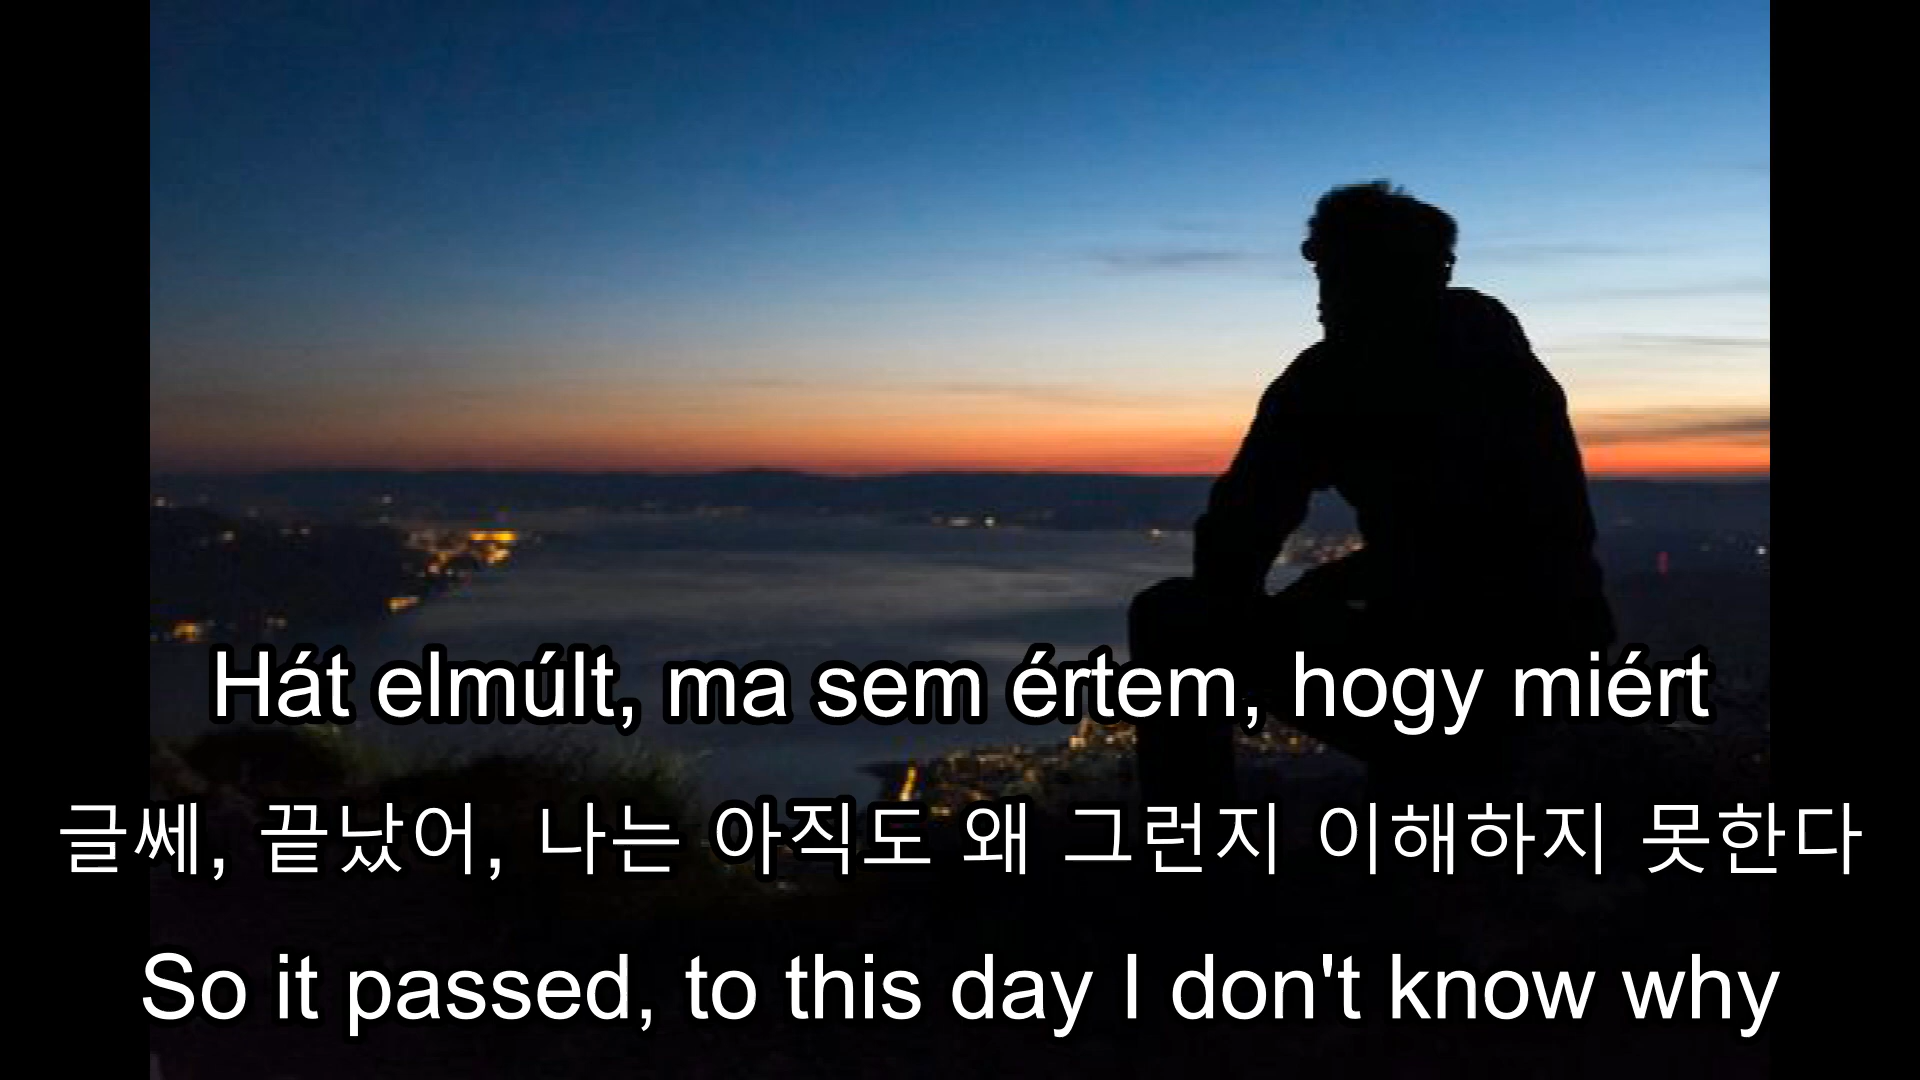 Hát elmúlt, ma sem értem, hogy miért
글쎄, 끝났어, 나는 아직도 왜 그런지 이해하지 못한다
So it passed, to this day I don't know why